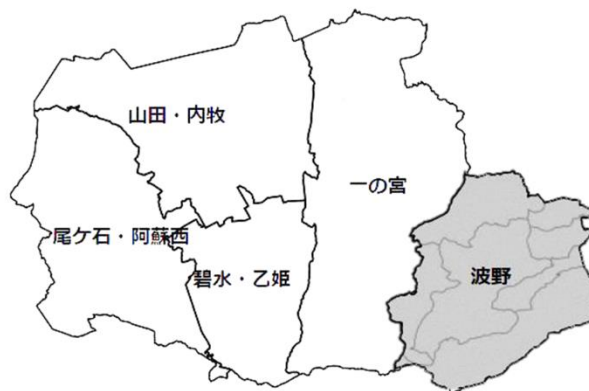 山田・内牧
一の宮
尾ケ石・阿蘇西
碧水・乙姫
波野